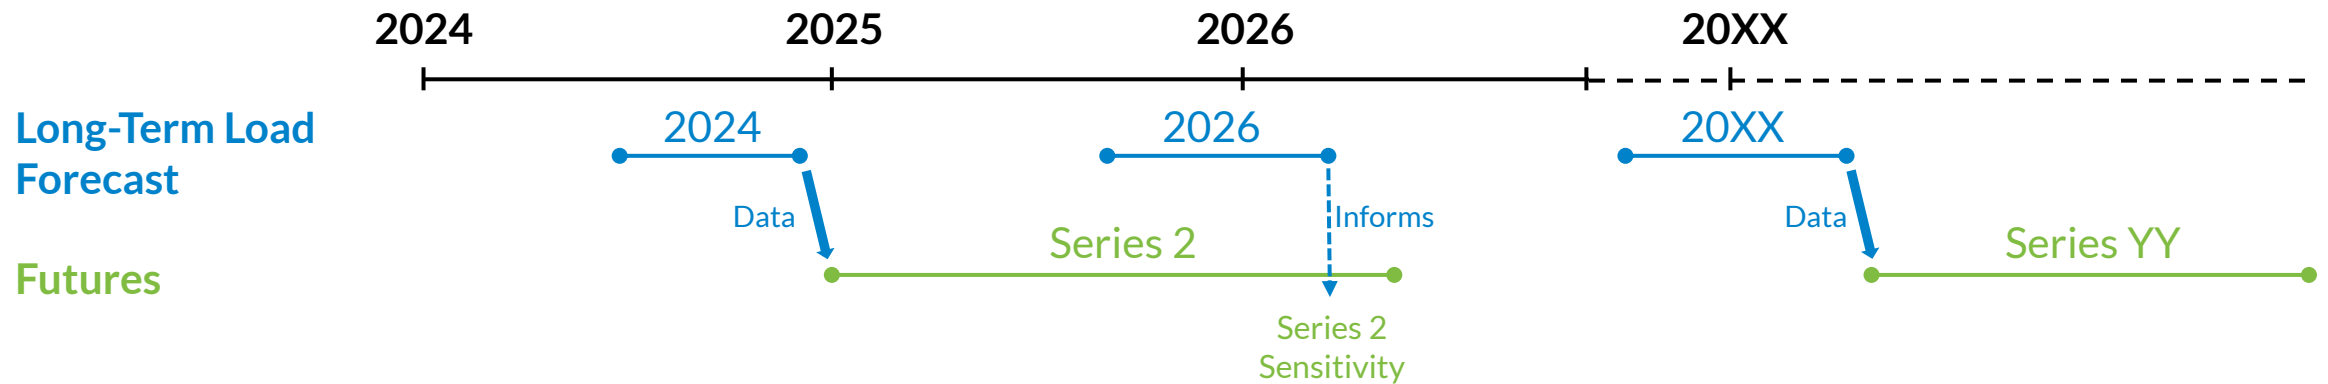 2024 2025 2026 20XX
Long-Term Load
Forecast
2024 2026 20XX
Data Informs Data
Futures
Series 2 Series YY
Series 2
Sensitivity